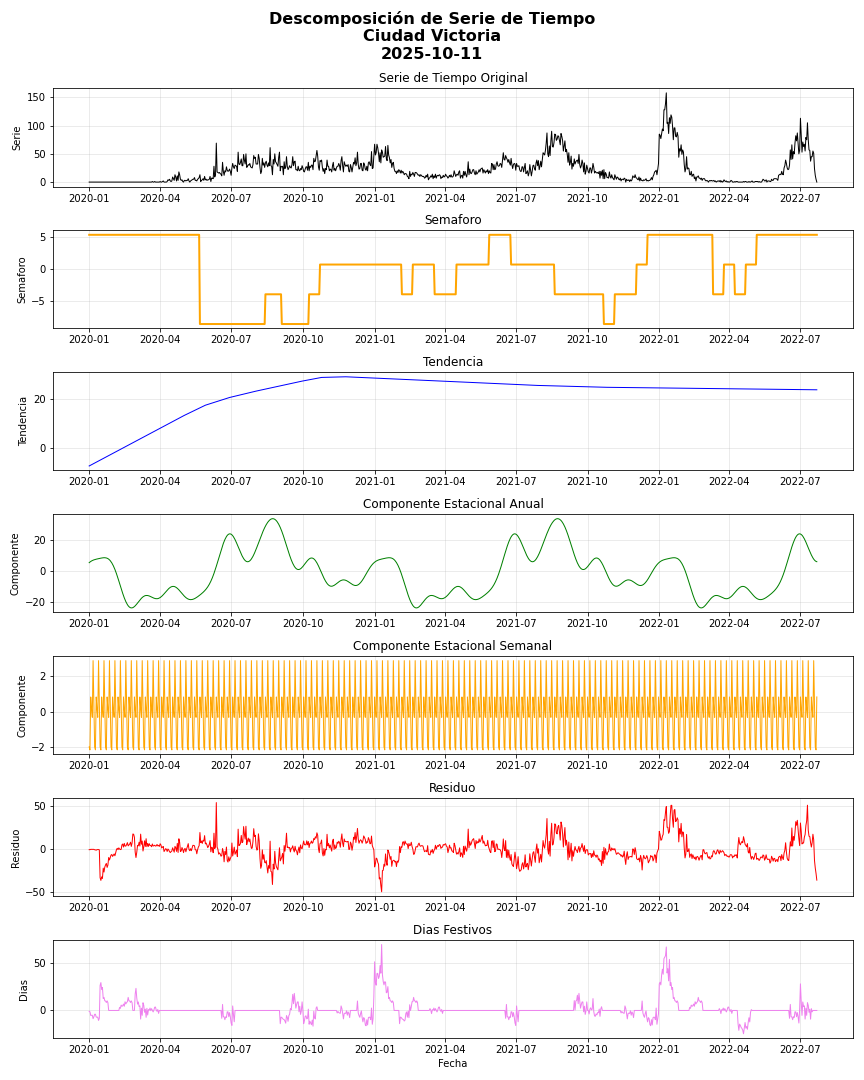 Descomposición de Serie de Tiempo
Ciudad Victoria
2025-10-11
Serie de Tiempo Original
Serie
150
100
50
0
2020-01 2020-04 2020-07 2020-10 2021-01 2021-04 2021-07 2021-10 2022-01 2022-04 2022-07
Semaforo
Semaforo
5
0
−5
2020-01 2020-04 2020-07 2020-10 2021-01 2021-04 2021-07 2021-10 2022-01 2022-04 2022-07
Tendencia
Tendencia
20
0
2020-01 2020-04 2020-07 2020-10 2021-01 2021-04 2021-07 2021-10 2022-01 2022-04 2022-07
Componente Estacional Anual
Componente
20
0
−20
2020-01 2020-04 2020-07 2020-10 2021-01 2021-04 2021-07 2021-10 2022-01 2022-04 2022-07
Componente Estacional Semanal
Componente
2
0
−2
2020-01 2020-04 2020-07 2020-10 2021-01 2021-04 2021-07 2021-10 2022-01 2022-04 2022-07
Residuo
Residuo
50
0
−50
2020-01 2020-04 2020-07 2020-10 2021-01 2021-04 2021-07 2021-10 2022-01 2022-04 2022-07
Dias Festivos
Dias
50
0
2020-01 2020-04 2020-07 2020-10 2021-01 2021-04 2021-07 2021-10 2022-01 2022-04 2022-07
Fecha